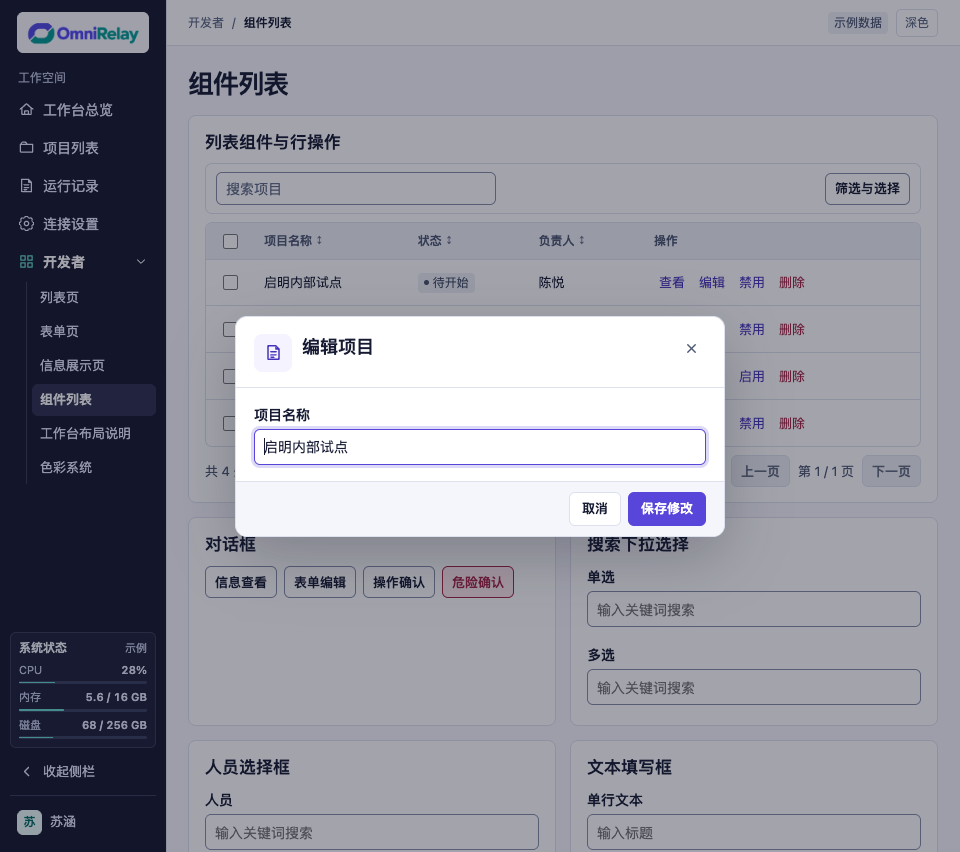 OmniRelay
工作空间
工作台总览
项目列表
运行记录
连接设置
开发者
列表页
表单页
信息展示页
组件列表
工作台布局说明
色彩系统
系统状态 示例
CPU 28%
内存 5.6 / 16 GB
磁盘 68 / 256 GB
收起侧栏
苏 苏涵
开发者 / 组件列表 示例数据 深色
组件列表
列表组件与行操作
搜索项目 筛选与选择
项目名称 ↕ 状态 ↕ 负责人 ↕ 操作
启明内部试点 待开始 陈悦 查看 编辑 禁用 删除
禁用 删除
启用 删除
禁用 删除
共 4 上一页 第 1 / 1 页 下一页
编辑项目
项目名称
启明内部试点
取消 保存修改
对话框
信息查看 表单编辑 操作确认 危险确认
搜索下拉选择
单选
输入关键词搜索
多选
输入关键词搜索
人员选择框
人员
输入关键词搜索
文本填写框
单行文本
输入标题